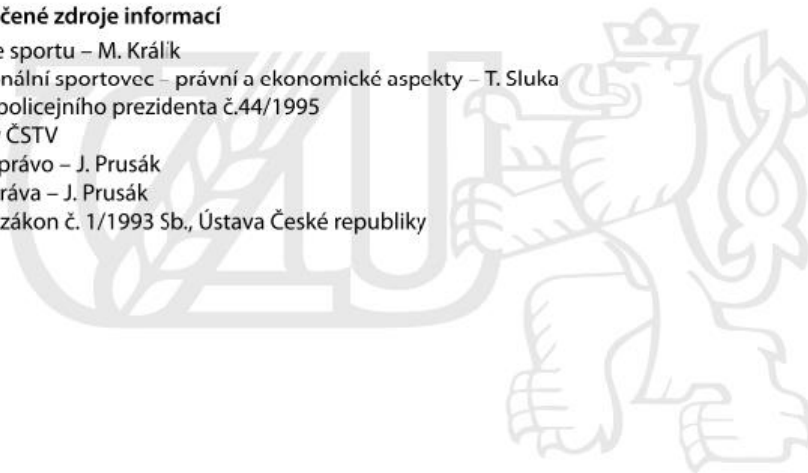 čené zdroje informací
e sportu – M. Králík
nální sportovec – právní a ekonomické aspekty – T. Sluka
policejního prezidenta č.44/1995
ČSTV
právo – J. Prusák
ráva – J. Prusák
zákon č. 1/1993 Sb., Ústava České republiky
CZU